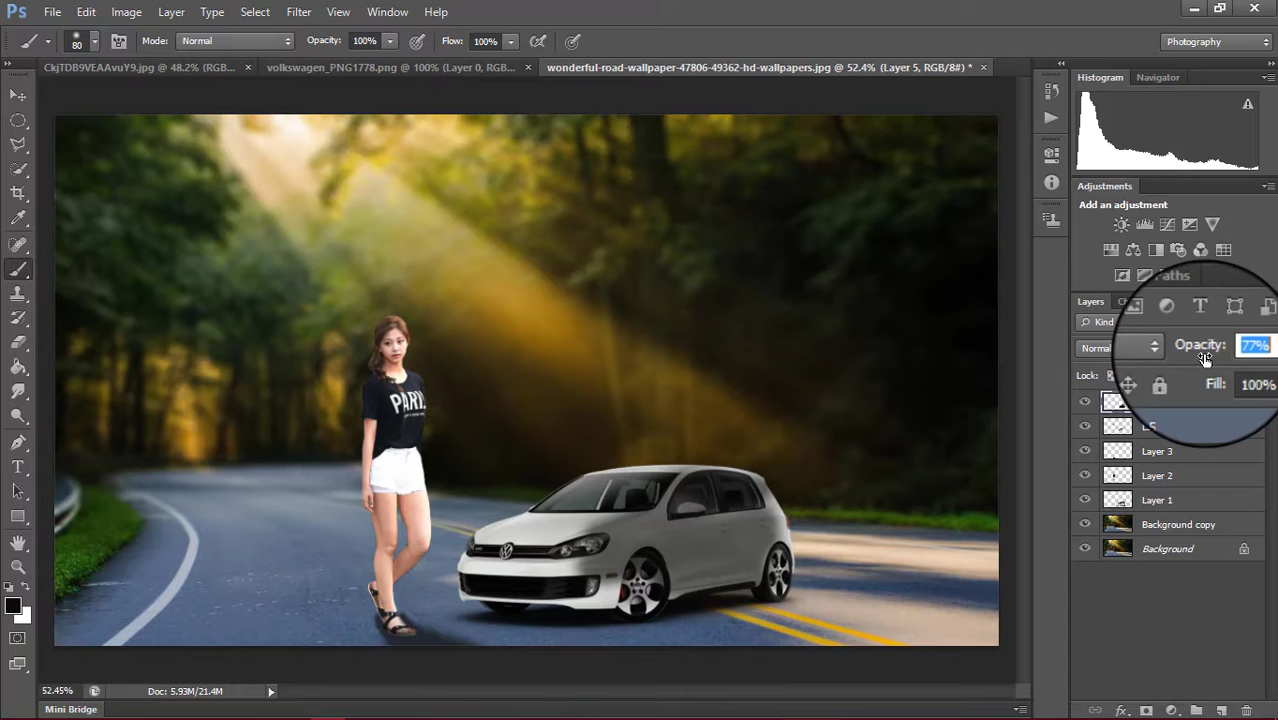 Ps File Edit Image Layer Type Select Filter View Window Help
80 Mode: Normal Opacity: 100% Flow: 100% Photography
CkjTDB9VEAAvuY9.jpg @ 48.2% (RGB... × volkswagen_PNG1778.png @ 100% (Layer 0, RGB... × wonderful-road-wallpaper-47806-49362-hd-wallpapers.jpg @ 52.4% (Layer 5, RGB/8#) * ×
Histogram Navigator
Adjustments
Add an adjustment
Paths
Layers
Kind
Normal Opacity: 77%
Lock: Fill: 100%
Layer 3
Layer 2
Layer 1
Background copy
Background
PARIS
52.45% Doc: 5.93M/21.4M
Mini Bridge